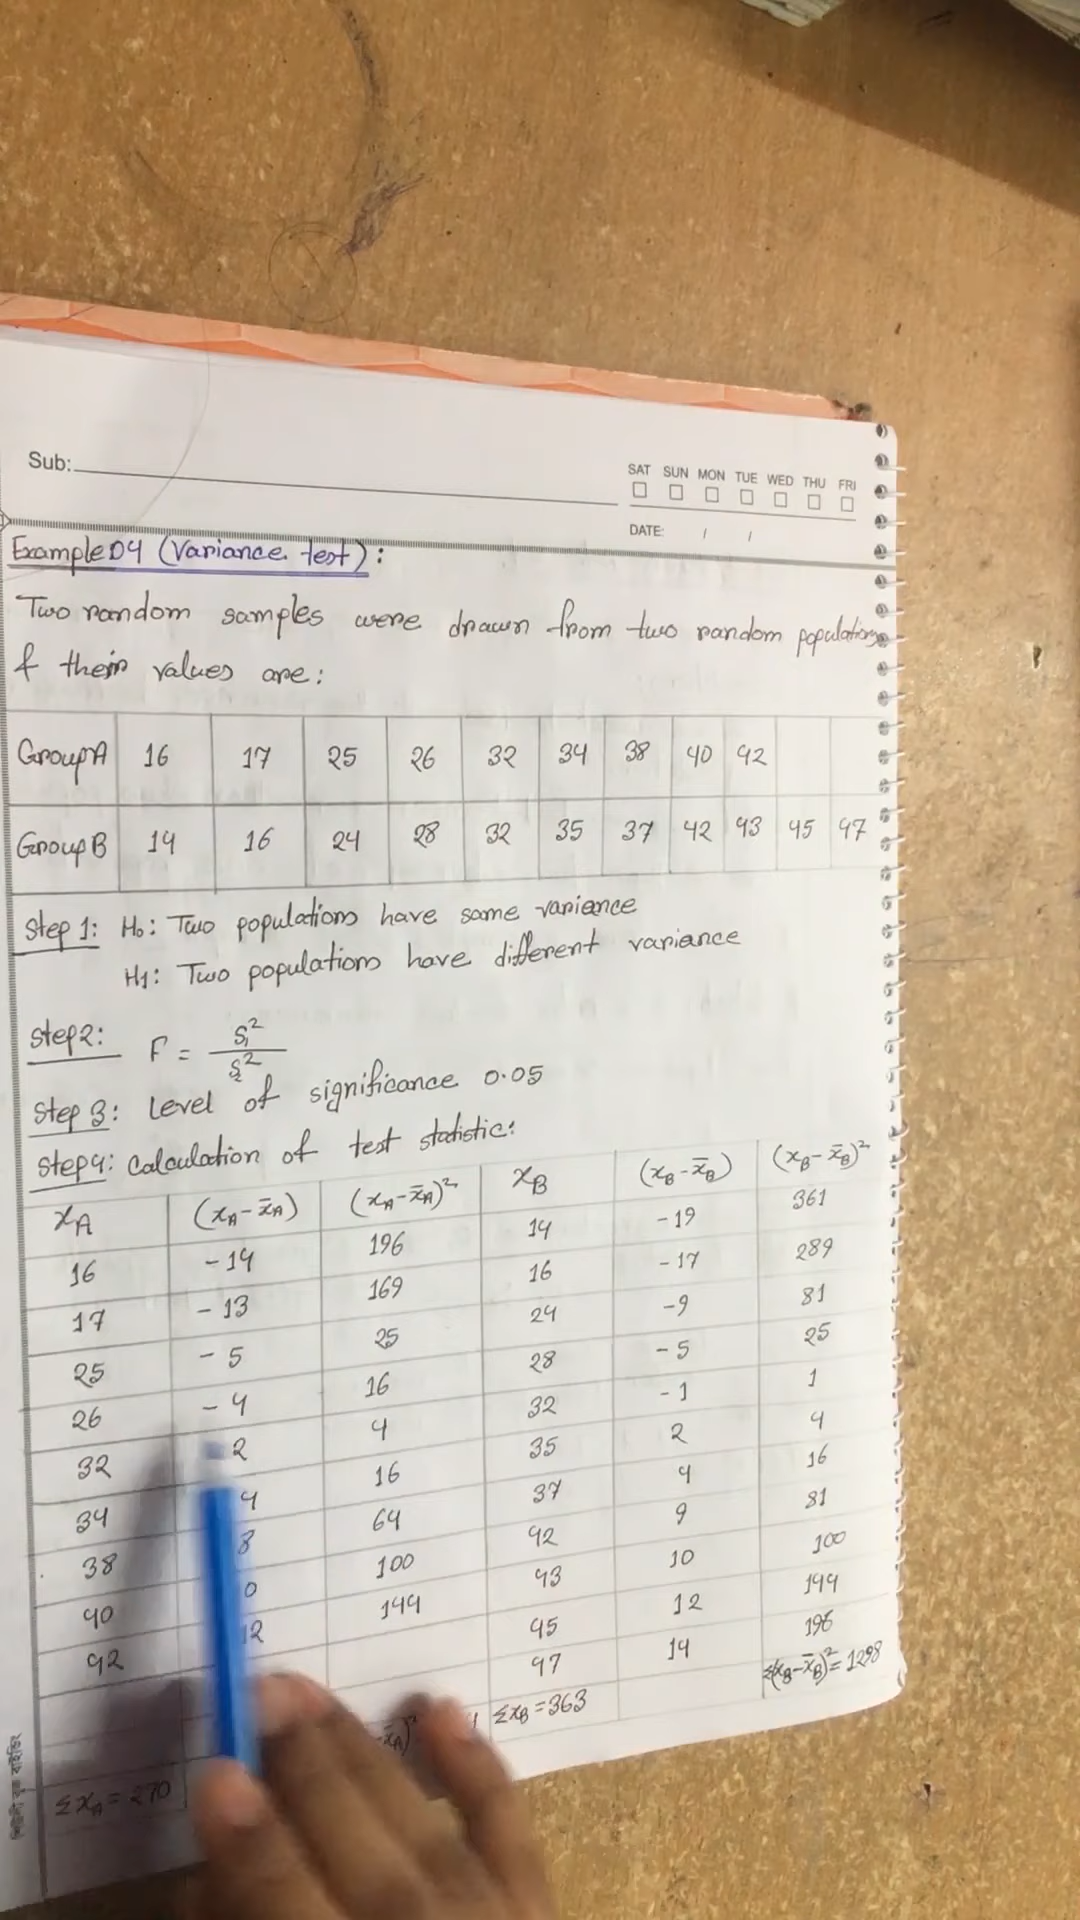 Sub:
SAT SUN MON TUE WED THU FRI
DATE: / /
Example 04 (Variance test):
Two random samples were drawn from two random populations
& their values are:
Group A 16 17 25 26 32 34 38 40 42
Group B 14 16 24 28 32 35 37 42 43 45 47
Step 1: H₀: Two populations have same variance
H₁: Two populations have different variance
Step 2: F = S₁² / S₂²
Step 3: Level of significance 0.05
Step 4: Calculation of test statistic:
x_A (x_A - x̄_A) (x_A - x̄_A)² x_B (x_B - x̄_B) (x_B - x̄_B)²
16 -14 196 14 -19 361
17 -13 169 16 -17 289
25 -5 25 24 -9 81
26 -4 16 28 -5 25
32 2 4 32 -1 1
34 4 16 35 2 4
38 8 64 37 4 16
40 0 100 42 9 81
42 12 144 43 10 100
45 12 144
47 14 196
Σx_A = 270 Σx_B = 363 Σ(x_B - x̄_B)² = 1298